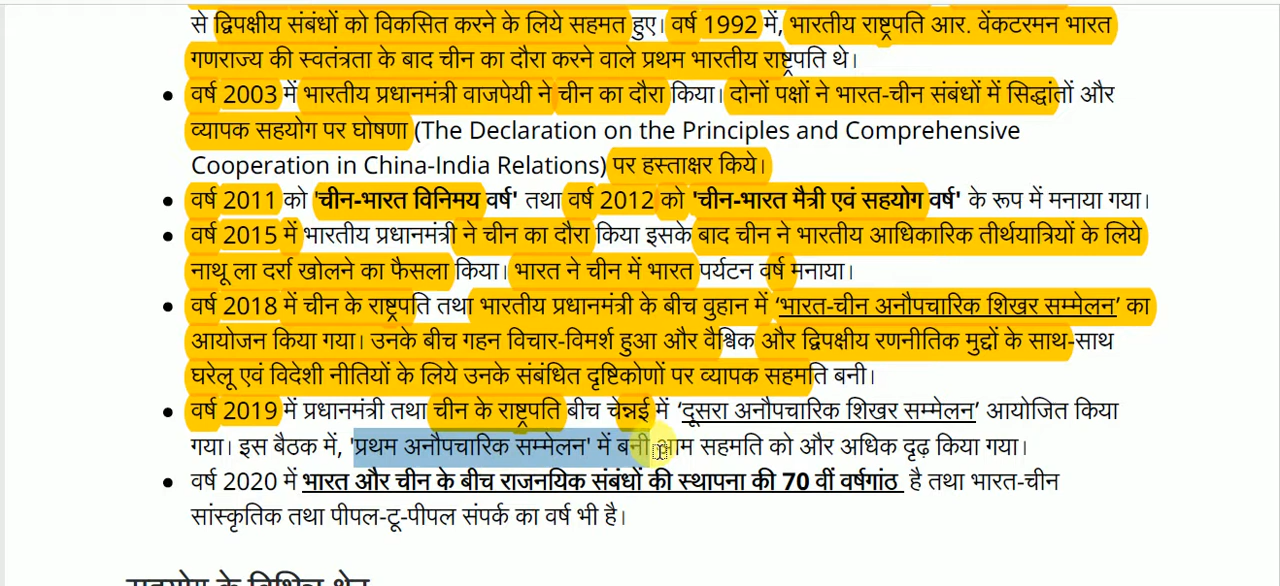 से द्विपक्षीय संबंधों को विकसित करने के लिये सहमत हुए। वर्ष 1992 में, भारतीय राष्ट्रपति आर. वेंकटरमन भारत
गणराज्य की स्वतंत्रता के बाद चीन का दौरा करने वाले प्रथम भारतीय राष्ट्रपति थे।
• वर्ष 2003 में भारतीय प्रधानमंत्री वाजपेयी ने चीन का दौरा किया। दोनों पक्षों ने भारत-चीन संबंधों में सिद्धांतों और
व्यापक सहयोग पर घोषणा (The Declaration on the Principles and Comprehensive
Cooperation in China-India Relations) पर हस्ताक्षर किये।
• वर्ष 2011 को 'चीन-भारत विनिमय वर्ष' तथा वर्ष 2012 को 'चीन-भारत मैत्री एवं सहयोग वर्ष' के रूप में मनाया गया।
• वर्ष 2015 में भारतीय प्रधानमंत्री ने चीन का दौरा किया इसके बाद चीन ने भारतीय आधिकारिक तीर्थयात्रियों के लिये
नाथू ला दर्रा खोलने का फैसला किया। भारत ने चीन में भारत पर्यटन वर्ष मनाया।
• वर्ष 2018 में चीन के राष्ट्रपति तथा भारतीय प्रधानमंत्री के बीच वुहान में ‘भारत-चीन अनौपचारिक शिखर सम्मेलन’ का
आयोजन किया गया। उनके बीच गहन विचार-विमर्श हुआ और वैश्विक और द्विपक्षीय रणनीतिक मुद्दों के साथ-साथ
घरेलू एवं विदेशी नीतियों के लिये उनके संबंधित दृष्टिकोणों पर व्यापक सहमति बनी।
• वर्ष 2019 में प्रधानमंत्री तथा चीन के राष्ट्रपति बीच चेन्नई में ‘दूसरा अनौपचारिक शिखर सम्मेलन’ आयोजित किया
गया। इस बैठक में, 'प्रथम अनौपचारिक सम्मेलन' में बनी आम सहमति को और अधिक दृढ़ किया गया।
• वर्ष 2020 में भारत और चीन के बीच राजनयिक संबंधों की स्थापना की 70 वीं वर्षगांठ है तथा भारत-चीन
सांस्कृतिक तथा पीपल-टू-पीपल संपर्क का वर्ष भी है।